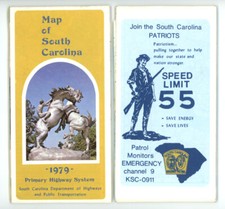 Map
of
South
Carolina
-1979-
Primary Highway System
South Carolina Department of Highways
and Public Transportation
Join the South Carolina
PATRIOTS
Patriotism...
pulling together to help
make our state and
nation stronger
SPEED
LIMIT
55
• SAVE ENERGY
• SAVE LIVES
Patrol
Monitors
EMERGENCY
channel 9
KSC-0911